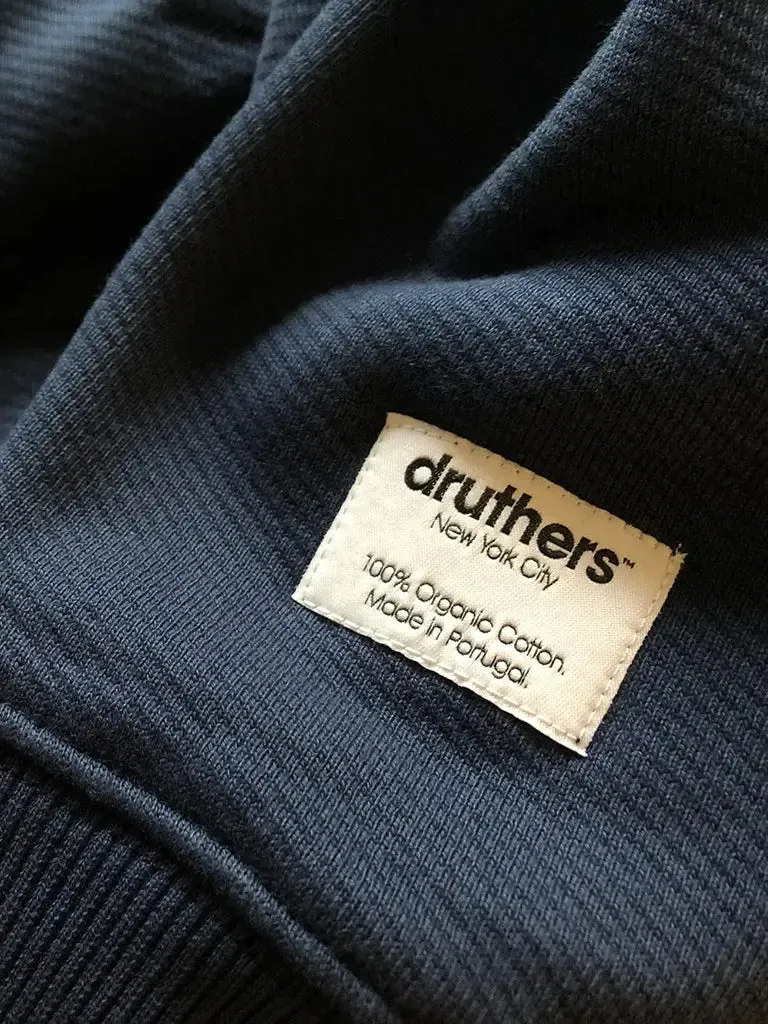 druthers™
New York City
100% Organic Cotton.
Made in Portugal.